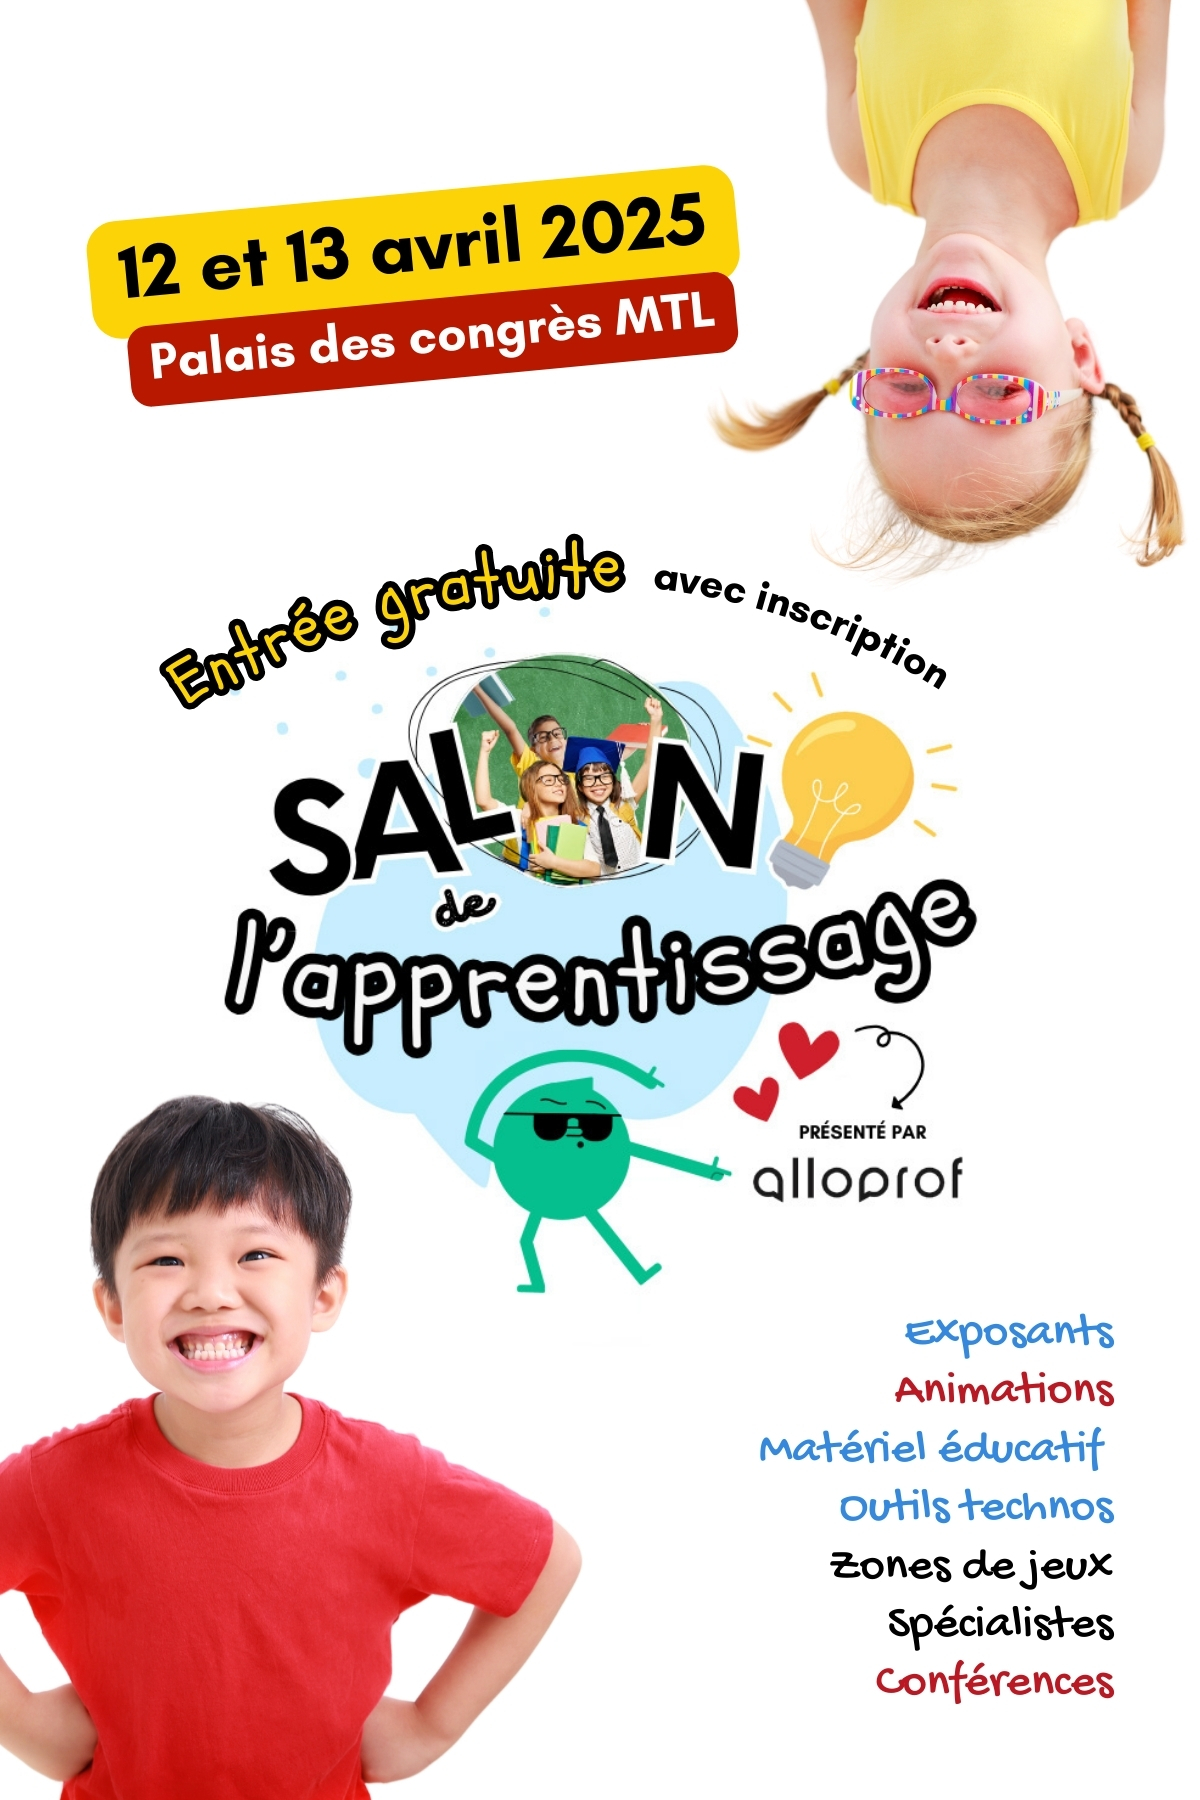 12 et 13 avril 2025
Palais des congrès MTL
Entrée gratuite avec inscription
SALON
de
l'apprentissage
PRÉSENTÉ PAR
alloprof
Exposants
Animations
Matériel éducatif
Outils technos
Zones de jeux
Spécialistes
Conférences